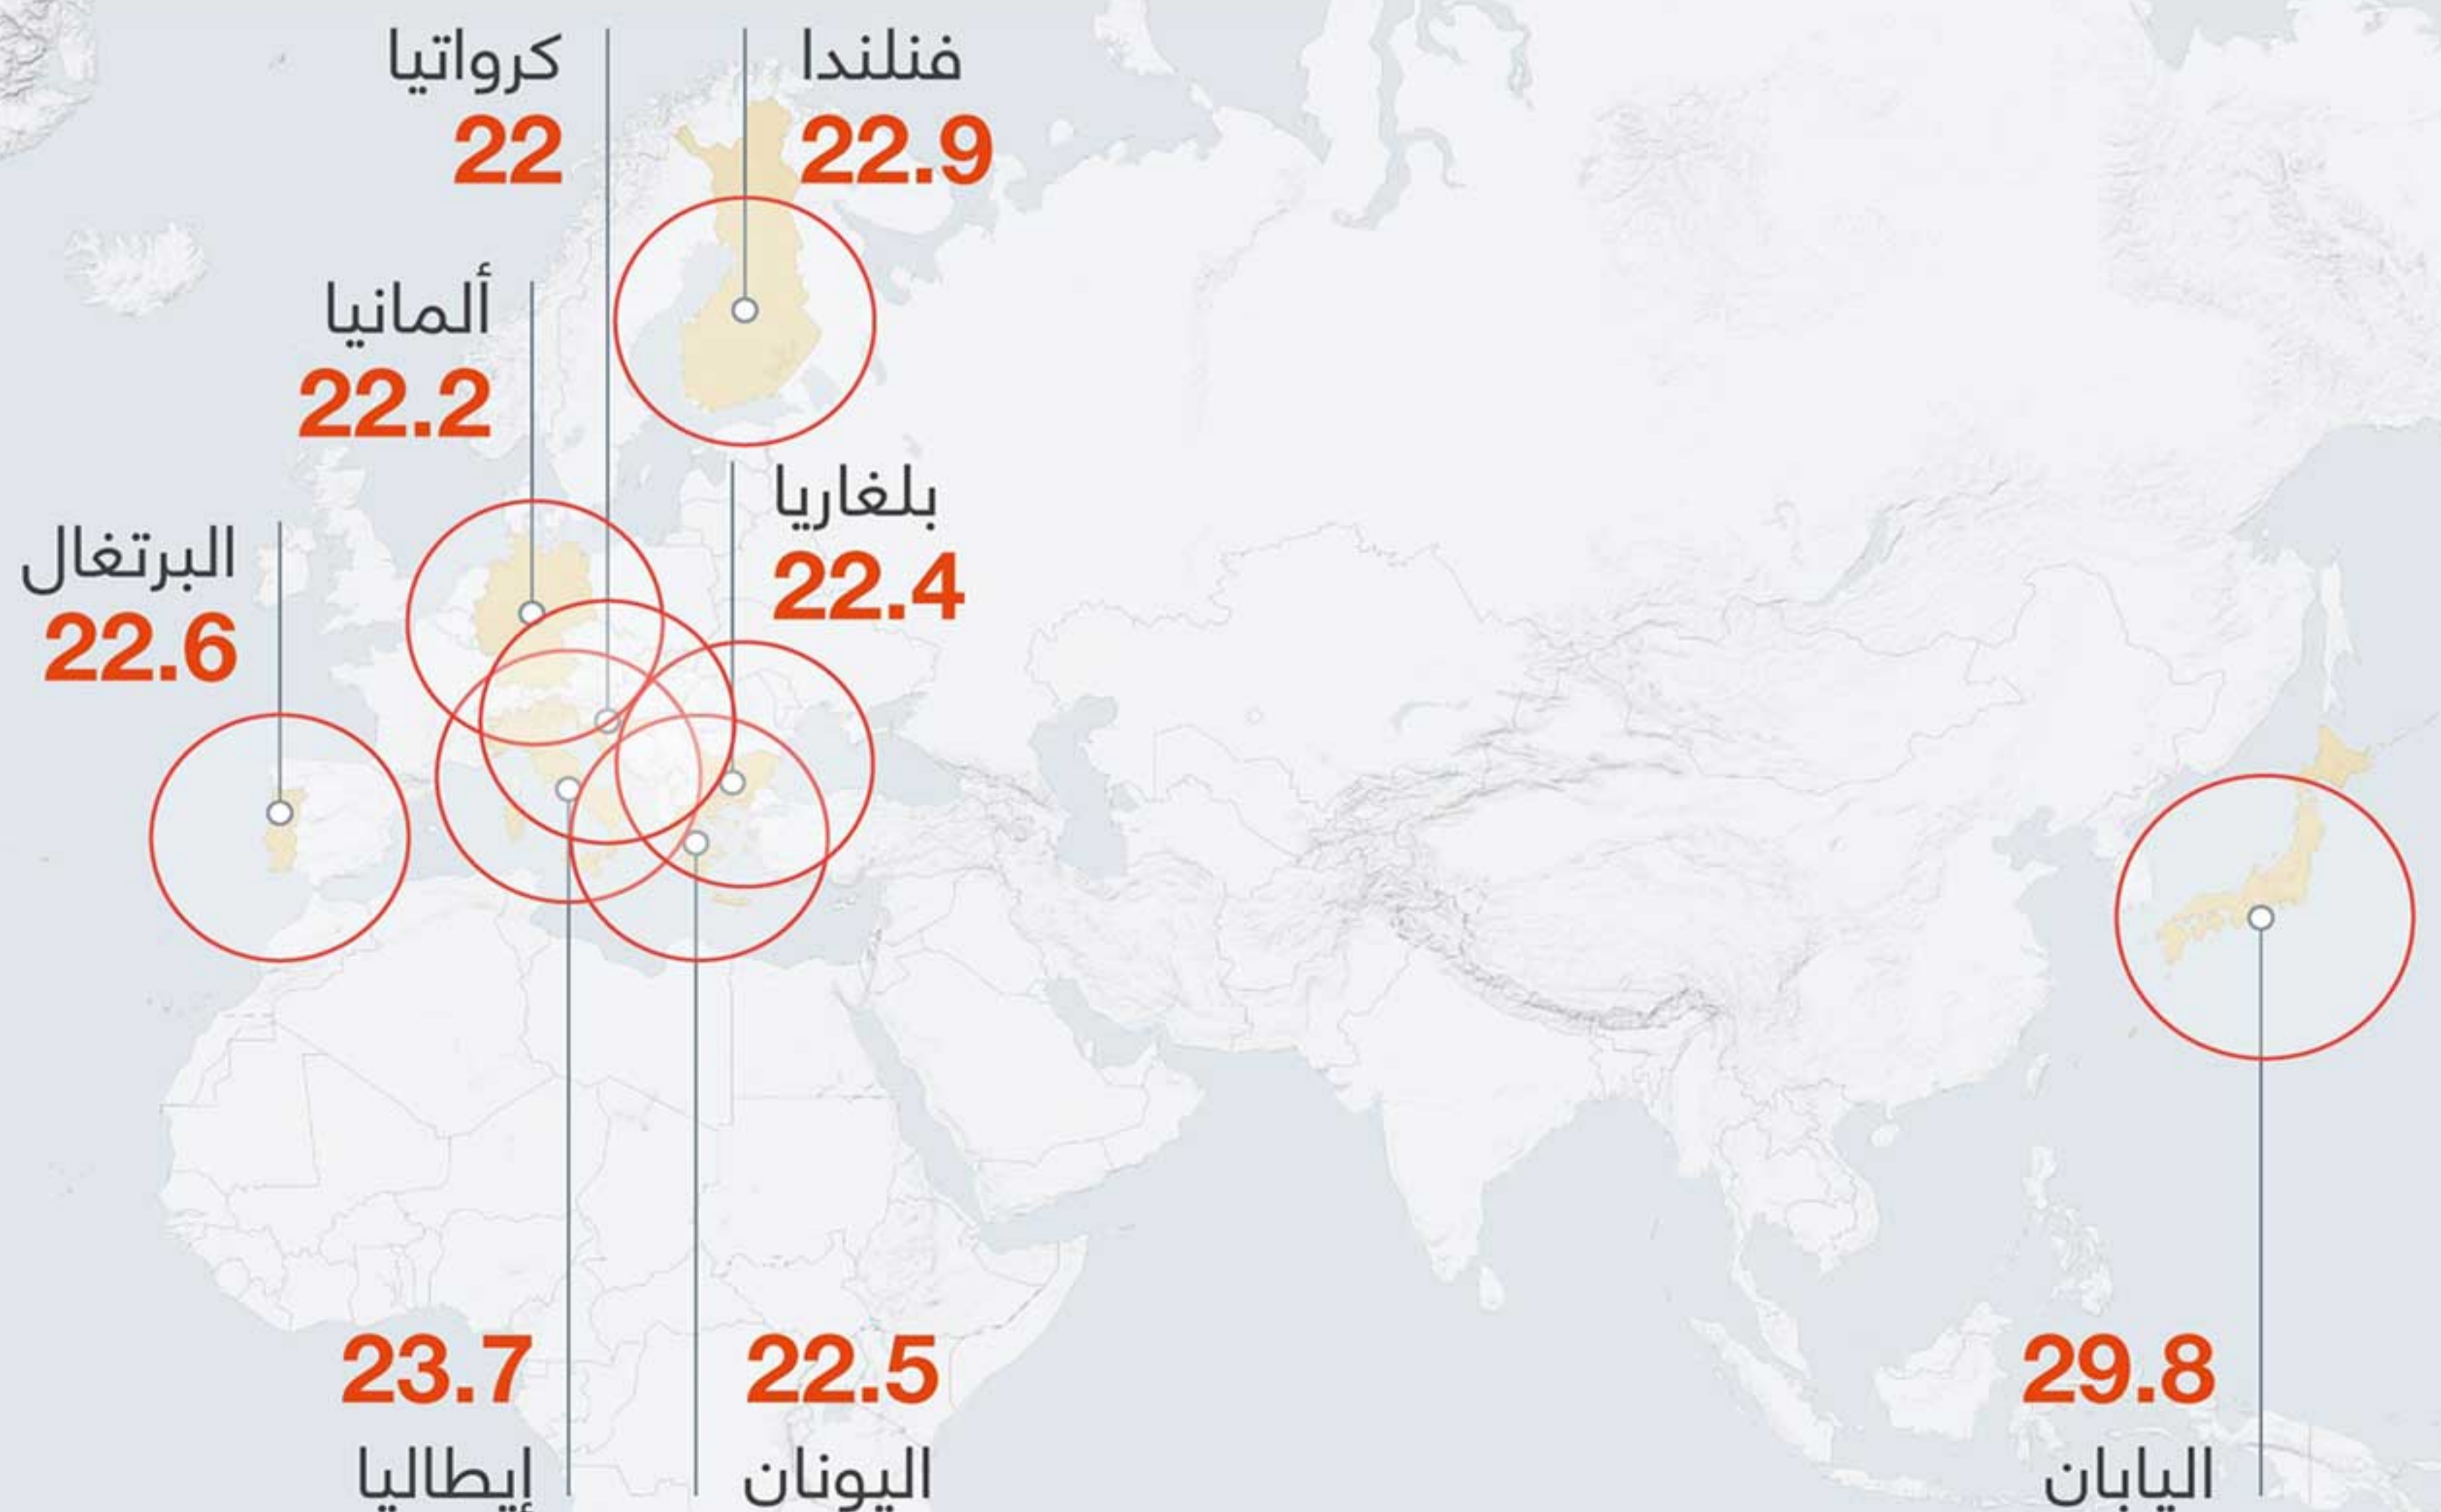 فنلندا
22.9
كرواتيا
22
ألمانيا
22.2
بلغاريا
22.4
البرتغال
22.6
29.8
اليابان
22.5
اليونان
23.7
إيطاليا